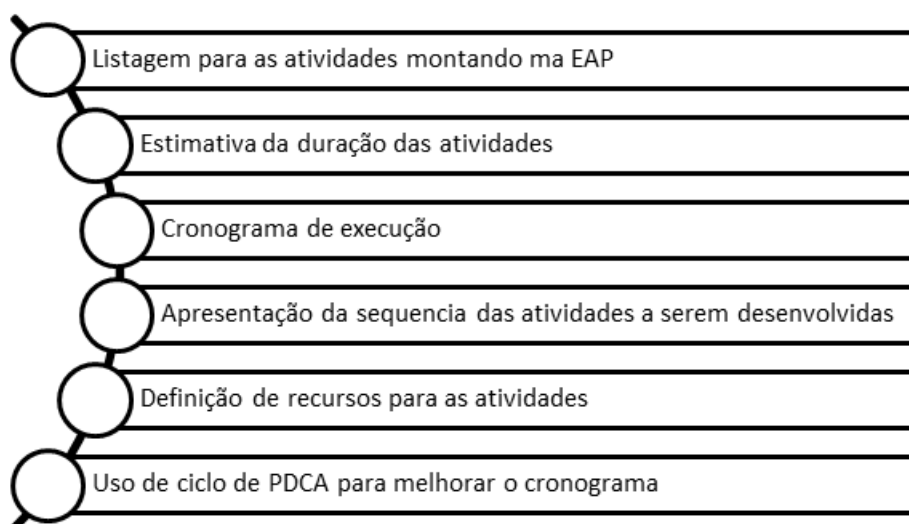 Listagem para as atividades montando ma EAP
Estimativa da duração das atividades
Cronograma de execução
Apresentação da sequencia das atividades a serem desenvolvidas
Definição de recursos para as atividades
Uso de ciclo de PDCA para melhorar o cronograma